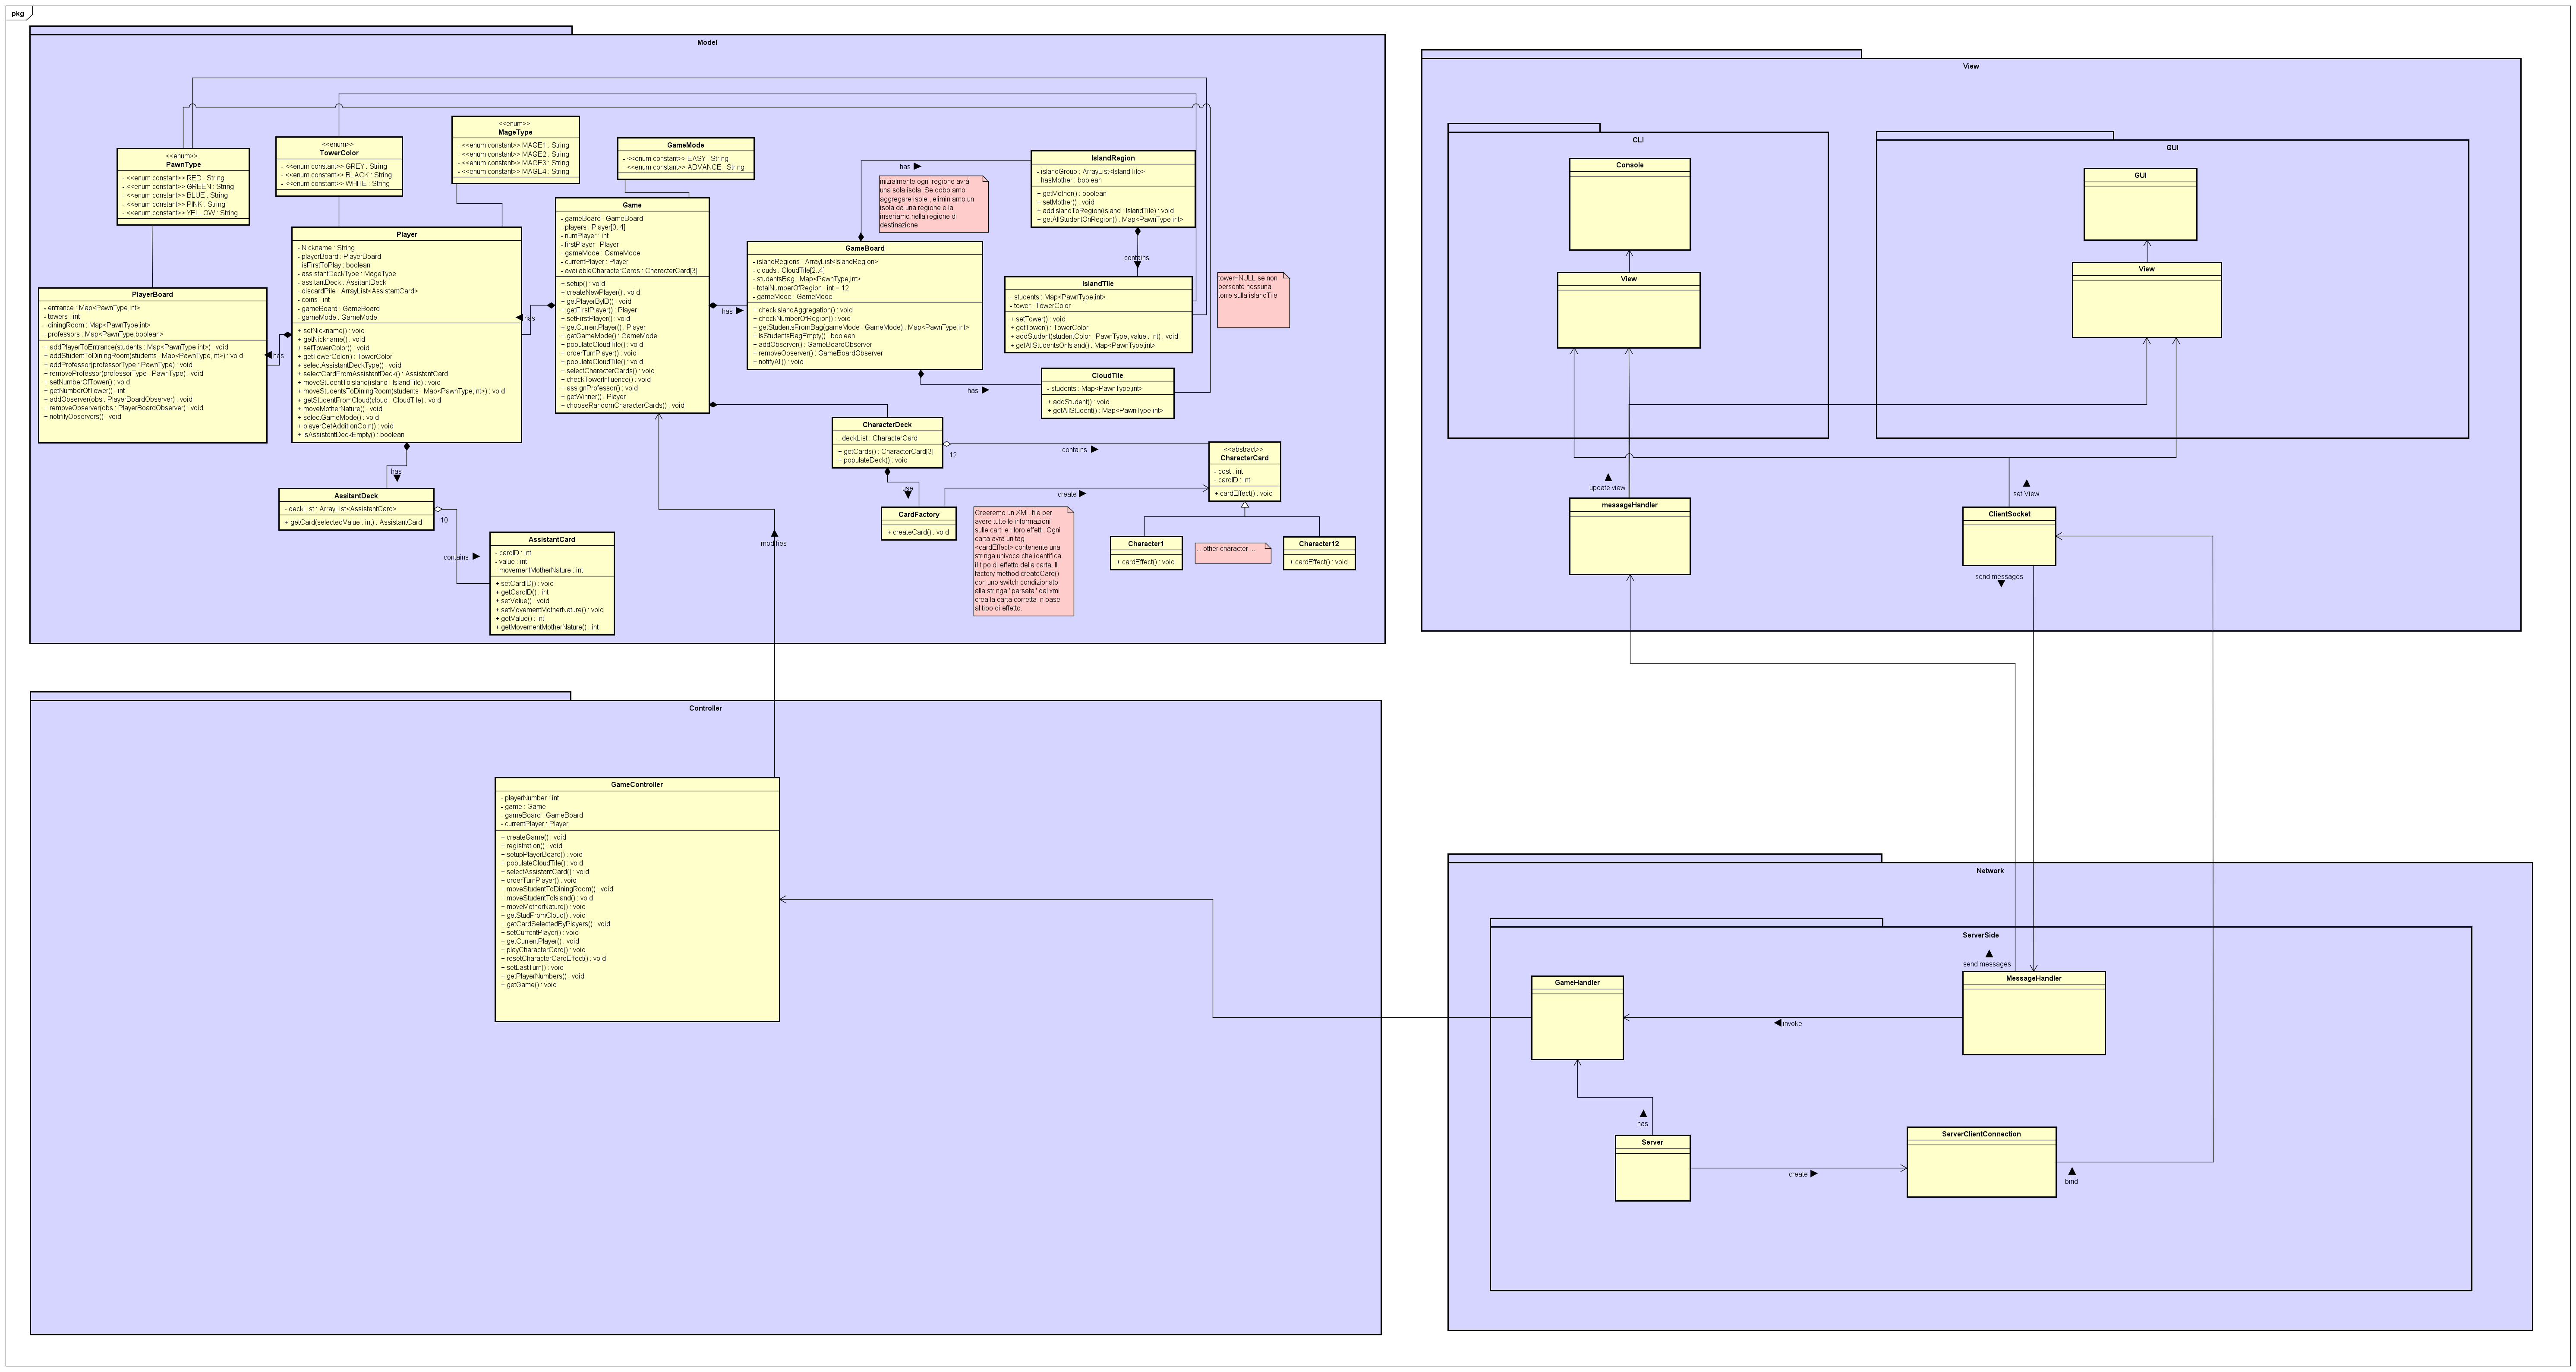 pkg
Model
<<enum>>
PawnType
- <<enum constant>> RED : String
- <<enum constant>> GREEN : String
- <<enum constant>> BLUE : String
- <<enum constant>> PINK : String
- <<enum constant>> YELLOW : String
<<enum>>
TowerColor
- <<enum constant>> GREY : String
- <<enum constant>> BLACK : String
- <<enum constant>> WHITE : String
<<enum>>
MageType
- <<enum constant>> MAGE1 : String
- <<enum constant>> MAGE2 : String
- <<enum constant>> MAGE3 : String
- <<enum constant>> MAGE4 : String
GameMode
- <<enum constant>> EASY : String
- <<enum constant>> ADVANCE : String
PlayerBoard
- entrance : Map<PawnType,int>
- towers : int
- diningRoom : Map<PawnType,int>
- professors : Map<PawnType,boolean>
+ addPlayerToEntrance(students : Map<PawnType,int>) : void
+ addStudentToDiningRoom(students : Map<PawnType,int>) : void
+ addProfessor(professorType : PawnType) : void
+ removeProfessor(professorType : PawnType) : void
+ setNumberOfTower() : void
+ getNumberOfTower() : int
+ addObserver(obs : PlayerBoardObserver) : void
+ removeObserver(obs : PlayerBoardObserver) : void
+ notifilyObservers() : void
has
Player
- Nickname : String
- playerBoard : PlayerBoard
- isFirstToPlay : boolean
- assistantDeckType : MageType
- assitantDeck : AssitantDeck
- discardPile : ArrayList<AssistantCard>
- coins : int
- gameBoard : GameBoard
- gameMode : GameMode
+ setNickname() : void
+ getNickname() : void
+ setTowerColor() : void
+ getTowerColor() : TowerColor
+ selectAssistantDeckType() : void
+ selectCardFromAssistantDeck() : AssistantCard
+ moveStudentToIsland(island : IslandTile) : void
+ moveStudentsToDiningRoom(students : Map<PawnType,int>) : void
+ getStudentFromCloud(cloud : CloudTile) : void
+ moveMotherNature() : void
+ selectGameMode() : void
+ playerGetAdditionCoin() : void
+ IsAssistentDeckEmpty() : boolean
has
Game
- gameBoard : GameBoard
- players : Player[0..4]
- numPlayer : int
- firstPlayer : Player
- gameMode : GameMode
- currentPlayer : Player
- availableCharacterCards : CharacterCard[3]
+ setup() : void
+ createNewPlayer() : void
+ getPlayerByID() : void
+ getFirstPlayer() : Player
+ setFirstPlayer() : void
+ getCurrentPlayer() : Player
+ getGameMode() : GameMode
+ populateCloudTile() : void
+ orderTurnPlayer() : void
+ populateCloudTile() : void
+ selectCharacterCards() : void
+ checkTowerInfluence() : void
+ assignProfessor() : void
+ getWinner() : Player
+ chooseRandomCharacterCards() : void
has
has
inizialmente ogni regione avrá
una sola isola. Se dobbiamo
aggregare isole , eliminiamo un
isola da una regione e la
inseriamo nella regione di
destinazione
GameBoard
- islandRegions : ArrayList<IslandRegion>
- clouds : CloudTile[2..4]
- studentsBag : Map<PawnType,int>
- totalNumberOfRegion : int = 12
- gameMode : GameMode
+ checkIslandAggregation() : void
+ checkNumberOfRegion() : void
+ getStudentsFromBag(gameMode : GameMode) : Map<PawnType,int>
+ IsStudentsBagEmpty() : boolean
+ addObserver() : GameBoardObserver
+ removeObserver() : GameBoardObserver
+ notifyAll() : void
IslandRegion
- islandGroup : ArrayList<IslandTile>
- hasMother : boolean
+ getMother() : boolean
+ setMother() : void
+ addIslandToRegion(island : IslandTile) : void
+ getAllStudentOnRegion() : Map<PawnType,int>
contains
IslandTile
- students : Map<PawnType,int>
- tower : TowerColor
+ setTower() : void
+ getTower() : TowerColor
+ addStudent(studentColor : PawnType, value : int) : void
+ getAllStudentsOnIsland() : Map<PawnType,int>
tower=NULL se non
persente nessuna
torre sulla islandTile
has
CloudTile
- students : Map<PawnType,int>
+ addStudent() : void
+ getAllStudent() : Map<PawnType,int>
CharacterDeck
- deckList : CharacterCard
+ getCards() : CharacterCard[3]
+ populateDeck() : void
12
contains
use
create
<<abstract>>
CharacterCard
- cost : int
- cardID : int
+ cardEffect() : void
CardFactory
+ createCard() : void
Creeremo un XML file per
avere tutte le informazioni
sulle carti e i loro effetti. Ogni
carta avrá un tag
<cardEffect> contenente una
stringa univoca che identifica
il tipo di effetto della carta. Il
factory method createCard()
con uno switch condizionato
alla stringa "parsata" dal xml
crea la carta corretta in base
al tipo di effetto
Character1
+ cardEffect() : void
... other character ...
Character12
+ cardEffect() : void
has
AssitantDeck
- deckList : ArrayList<AssistantCard>
+ getCard(selectedValue : int) : AssistantCard
10
contains
AssistantCard
- cardID : int
- value : int
- movementMotherNature : int
+ setCardID() : void
+ getCardID() : int
+ setValue() : void
+ setMovementMotherNature() : void
+ getValue() : int
+ getMovementMotherNature() : int
modifies
View
CLI
Console
View
GUI
GUI
View
update view
messageHandler
set View
ClientSocket
send messages
Controller
GameController
- playerNumber : int
- game : Game
- gameBoard : GameBoard
- currentPlayer : Player
+ createGame() : void
+ registration() : void
+ setupPlayerBoard() : void
+ populateCloudTile() : void
+ selectAssistantCard() : void
+ orderTurnPlayer() : void
+ moveStudentToDiningRoom() : void
+ moveStudentToIsland() : void
+ moveMotherNature() : void
+ getStudFromCloud() : void
+ getCardSelectedByPlayers() : void
+ setCurrentPlayer() : void
+ getCurrentPlayer() : void
+ playCharacterCard() : void
+ resetCharacterCardEffect() : void
+ setLastTurn() : void
+ getPlayerNumbers() : void
+ getGame() : void
Network
ServerSide
send messages
GameHandler
MessageHandler
invoke
has
Server
create
ServerClientConnection
bind